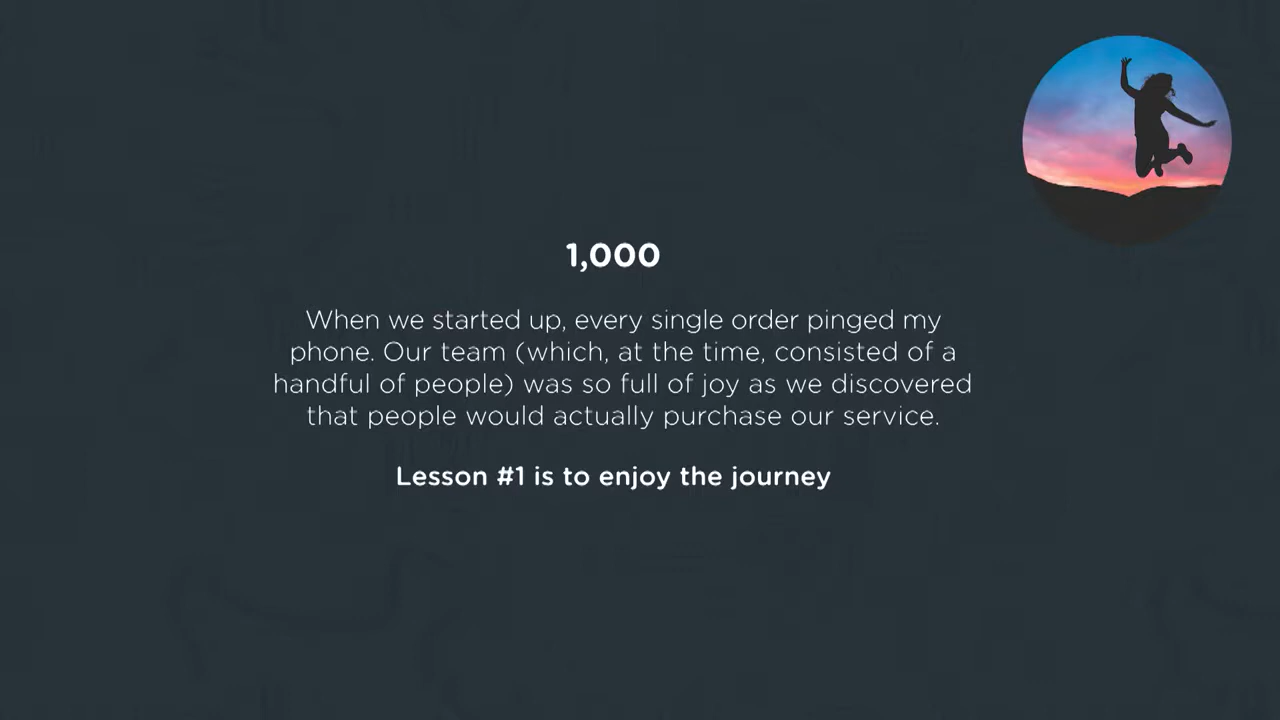 1,000
When we started up, every single order pinged my
phone. Our team (which, at the time, consisted of a
handful of people) was so full of joy as we discovered
that people would actually purchase our service.
Lesson #1 is to enjoy the journey